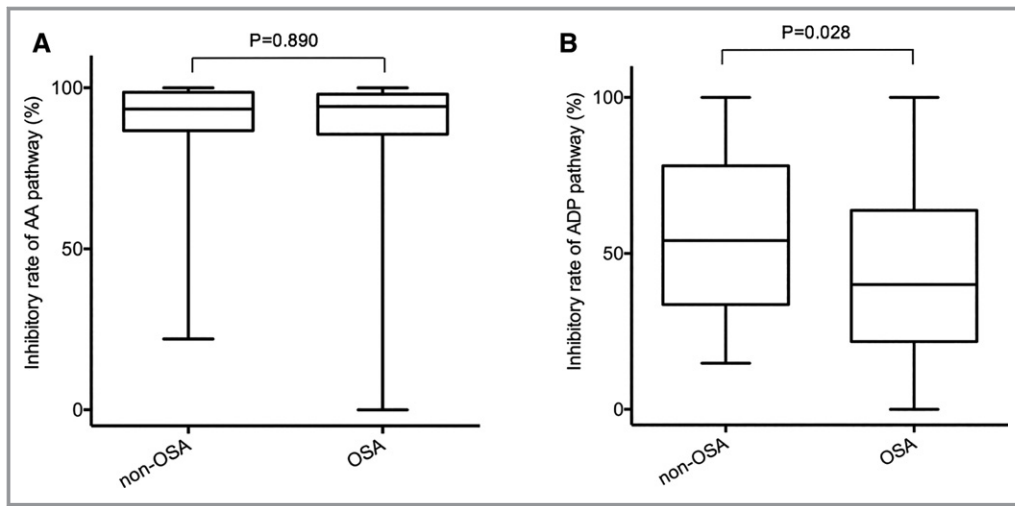 A
P=0.890
Inhibitory rate of AA pathway (%)
100
50
0
non-OSA
OSA
B
P=0.028
Inhibitory rate of ADP pathway (%)
100
50
0
non-OSA
OSA